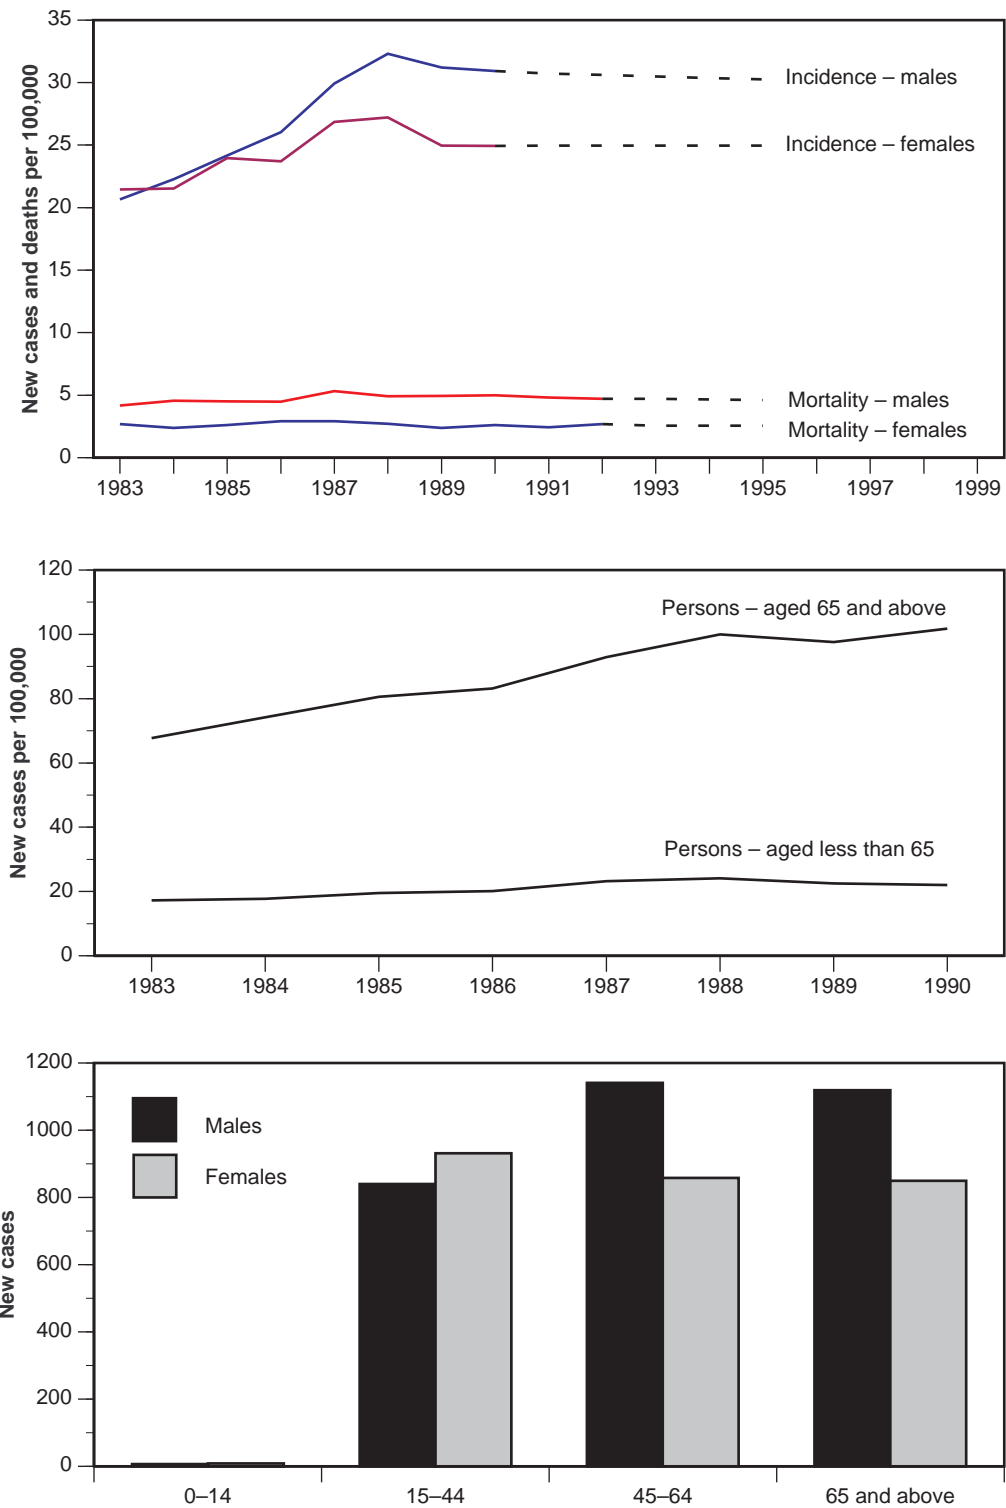 35
30
25
20
15
10
5
0
New cases and deaths per 100,000
Incidence – males
Incidence – females
Mortality – males
Mortality – females
1983 1985 1987 1989 1991 1993 1995 1997 1999
120
100
80
60
40
20
0
New cases per 100,000
Persons – aged 65 and above
Persons – aged less than 65
1983 1984 1985 1986 1987 1988 1989 1990
1200
1000
800
600
400
200
0
New cases
Males
Females
0–14 15–44 45–64 65 and above